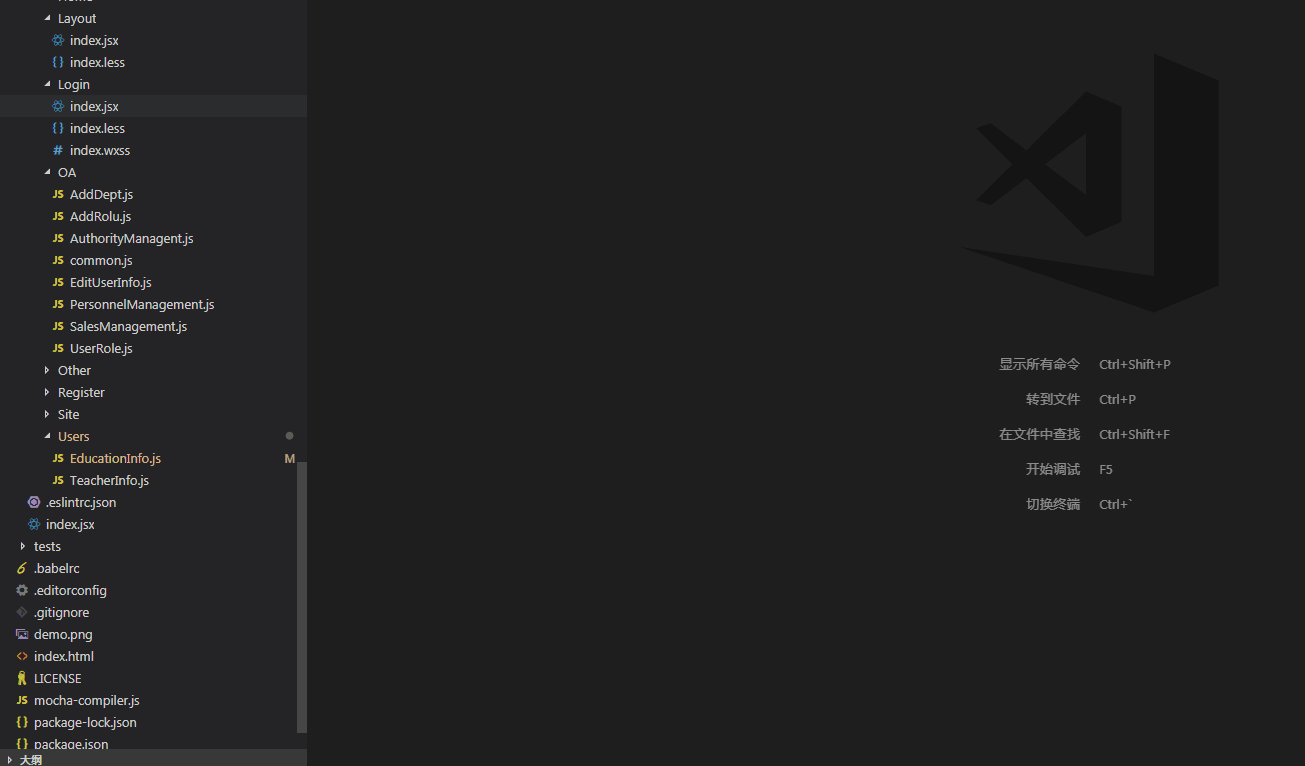 Layout
index.jsx
index.less
Login
index.jsx
index.less
index.wxss
OA
AddDept.js
AddRolu.js
AuthorityManagent.js
common.js
EditUserInfo.js
PersonnelManagement.js
SalesManagement.js
UserRole.js
Other
Register
Site
Users
EducationInfo.js M
TeacherInfo.js
.eslintrc.json
index.jsx
tests
.babelrc
.editorconfig
.gitignore
demo.png
index.html
LICENSE
mocha-compiler.js
package-lock.json
package.json
大纲
显示所有命令 Ctrl+Shift+P
转到文件 Ctrl+P
在文件中查找 Ctrl+Shift+F
开始调试 F5
切换终端 Ctrl+`